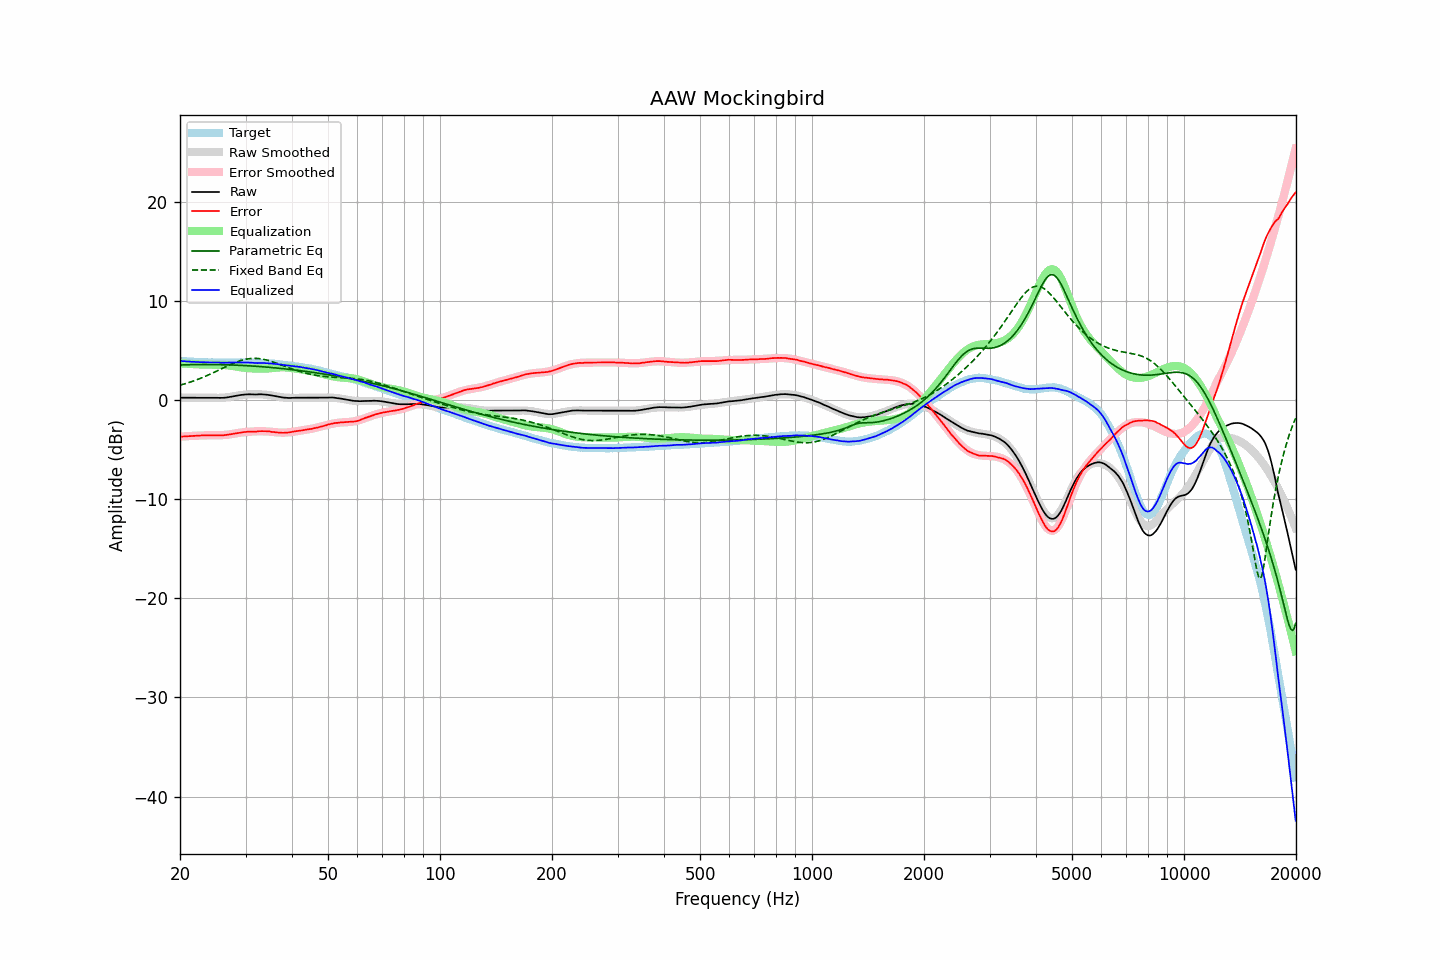 AAW Mockingbird
Target
Raw Smoothed
Error Smoothed
Raw
Error
Equalization
Parametric Eq
Fixed Band Eq
Equalized
20
10
0
−10
−20
−30
−40
Amplitude (dBr)
20 50 100 200 500 1000 2000 5000 10000 20000
Frequency (Hz)